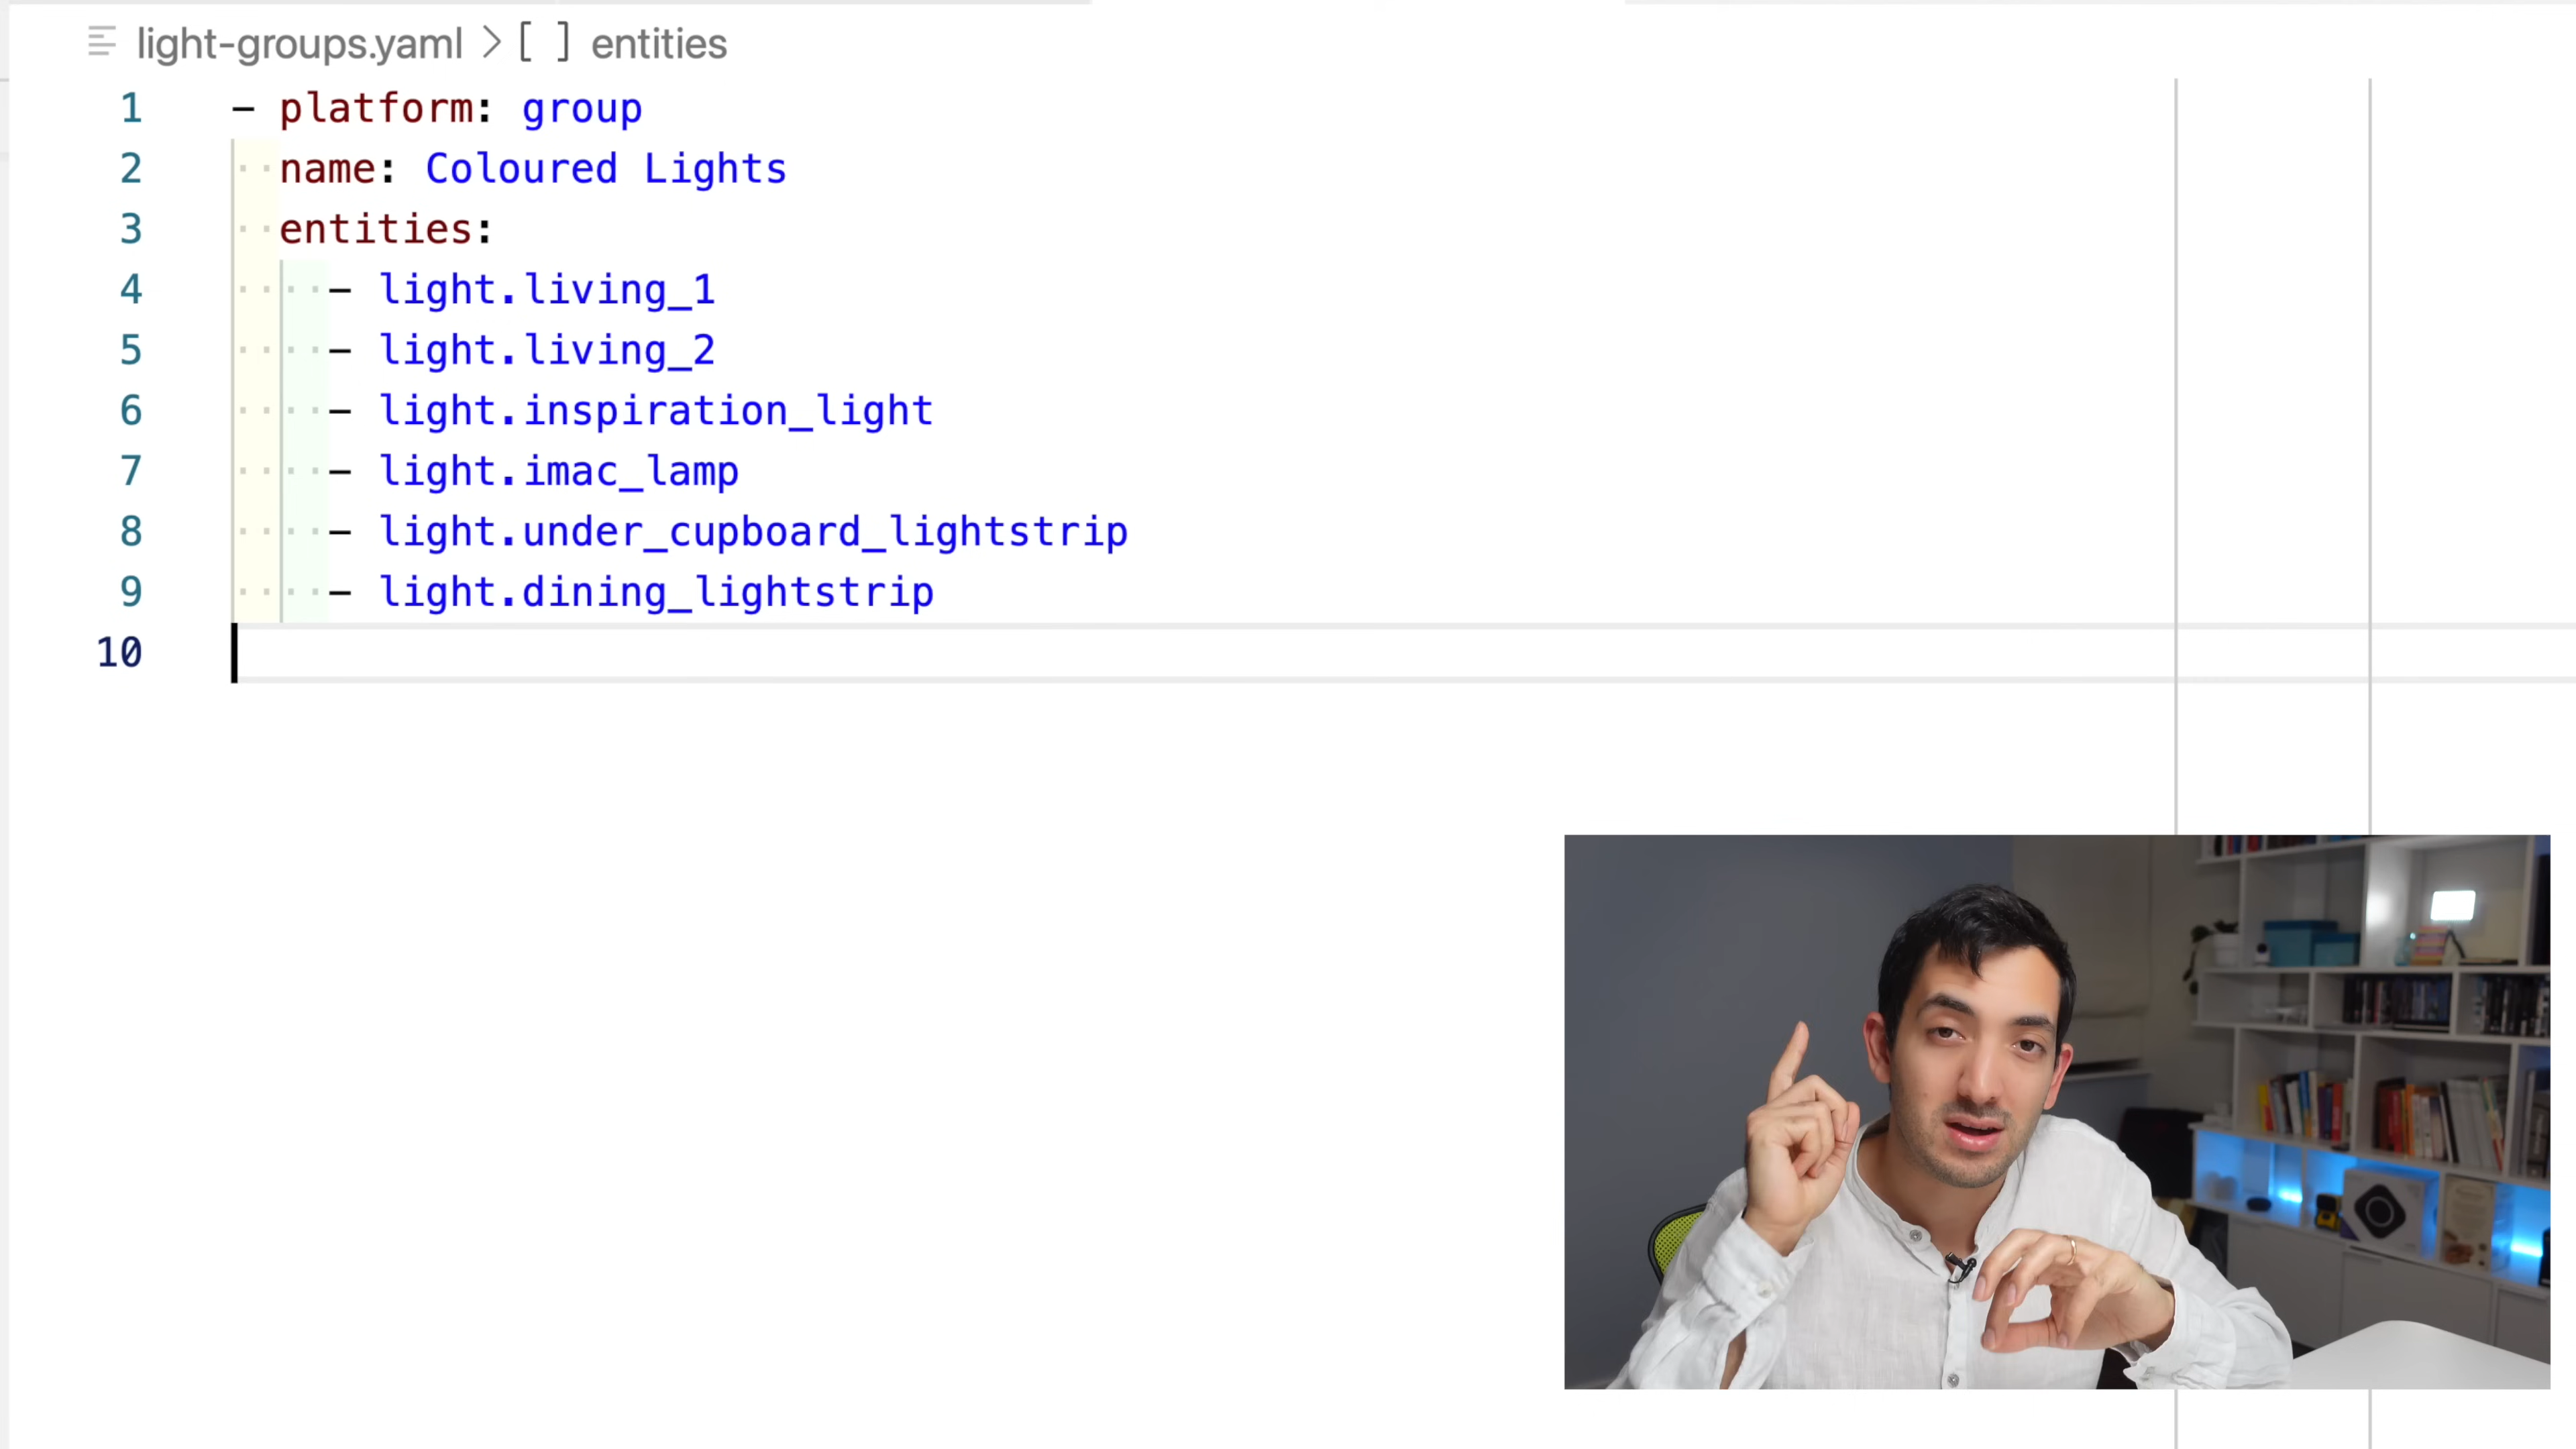 light-groups.yaml > [ ] entities
1 - platform: group
2 name: Coloured Lights
3 entities:
4 - light.living_1
5 - light.living_2
6 - light.inspiration_light
7 - light.imac_lamp
8 - light.under_cupboard_lightstrip
9 - light.dining_lightstrip
10